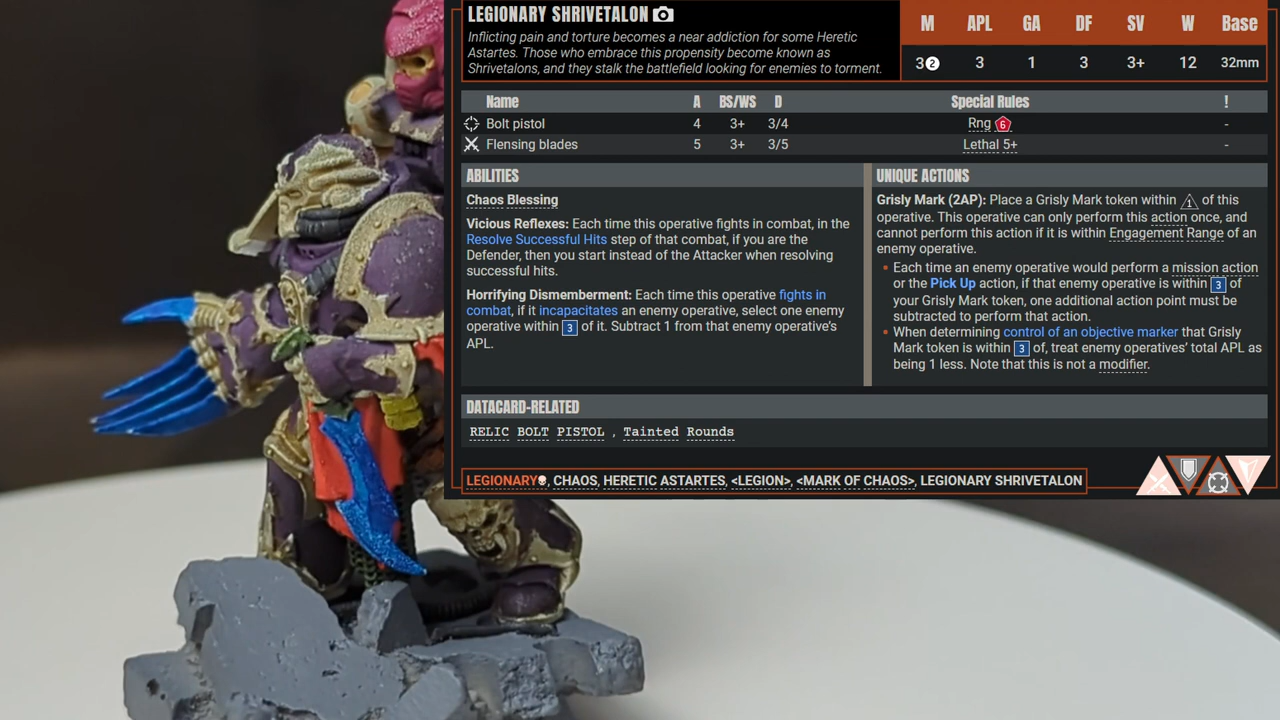 LEGIONARY SHRIVETALON
Inflicting pain and torture becomes a near addiction for some Heretic
Astartes. Those who embrace this propensity become known as
Shrivetalons, and they stalk the battlefield looking for enemies to torment.
M APL GA DF SV W Base
3② 3 1 3 3+ 12 32mm
Name A BS/WS D Special Rules !
Bolt pistol 4 3+ 3/4 Rng 6 -
Flensing blades 5 3+ 3/5 Lethal 5+ -
ABILITIES
Chaos Blessing
Vicious Reflexes: Each time this operative fights in combat, in the
Resolve Successful Hits step of that combat, if you are the
Defender, then you start instead of the Attacker when resolving
successful hits.
Horrifying Dismemberment: Each time this operative fights in
combat, if it incapacitates an enemy operative, select one enemy
operative within 3 of it. Subtract 1 from that enemy operative's
APL.
UNIQUE ACTIONS
Grisly Mark (2AP): Place a Grisly Mark token within 1 of this
operative. This operative can only perform this action once, and
cannot perform this action if it is within Engagement Range of an
enemy operative.
Each time an enemy operative would perform a mission action
or the Pick Up action, if that enemy operative is within 3 of
your Grisly Mark token, one additional action point must be
subtracted to perform that action.
When determining control of an objective marker that Grisly
Mark token is within 3 of, treat enemy operatives' total APL as
being 1 less. Note that this is not a modifier.
DATACARD-RELATED
RELIC BOLT PISTOL , Tainted Rounds
LEGIONARY, CHAOS, HERETIC ASTARTES, <LEGION>, <MARK OF CHAOS>, LEGIONARY SHRIVETALON